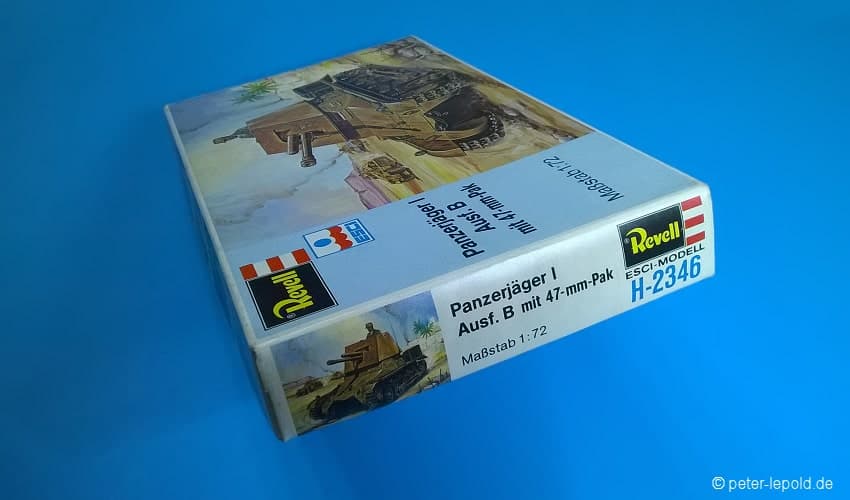 Maßstab 1:72
Panzerjäger I
Ausf. B
mit 47-mm-Pak
ESCI
Revell
Panzerjäger I
Ausf. B mit 47-mm-Pak
Maßstab 1:72
Revell
ESCI-MODELL
H-2346
© peter-lepold.de